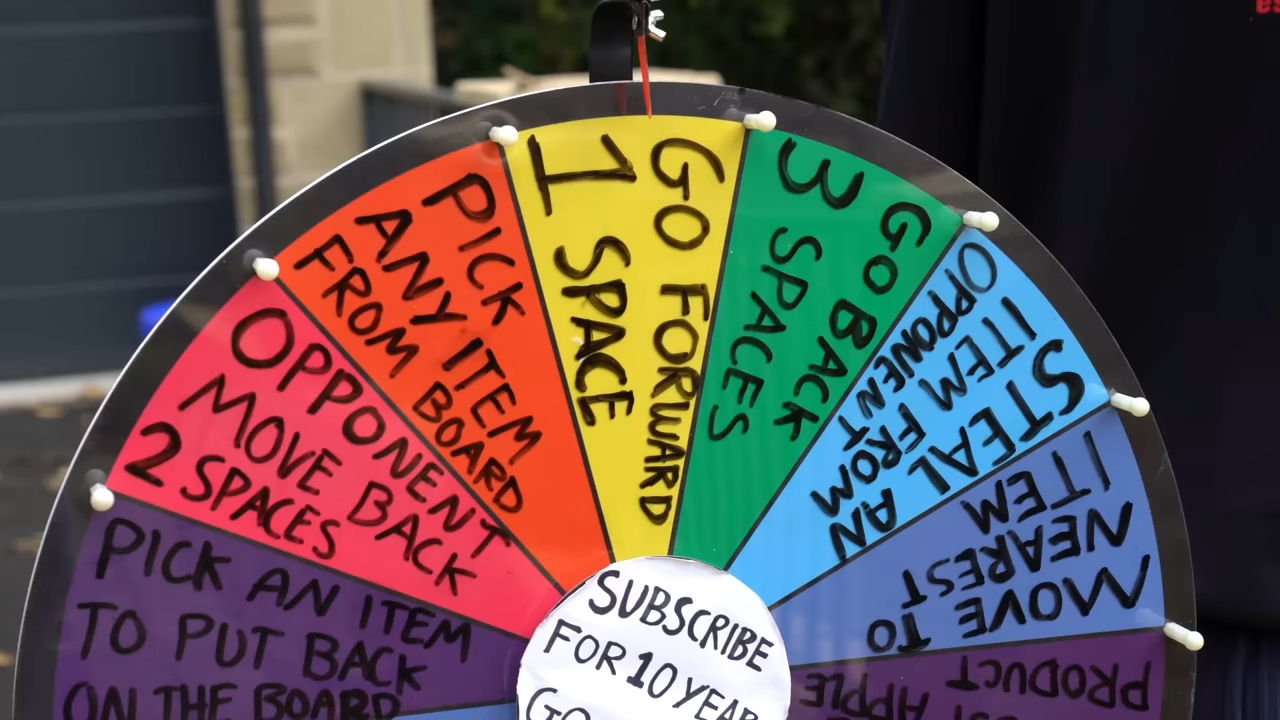 PICK AN ITEM
TO PUT BACK
ON THE BOARD
OPPONENT
MOVE BACK
2 SPACES
PICK
ANY ITEM
FROM BOARD
GO FORWARD
1 SPACE
GO BACK
3 SPACES
STEAL AN
ITEM FROM
OPPONENT
MOVE TO
NEAREST
ITEM
PRODUCT
APPLE
SUBSCRIBE
FOR 10 YEAR
GO